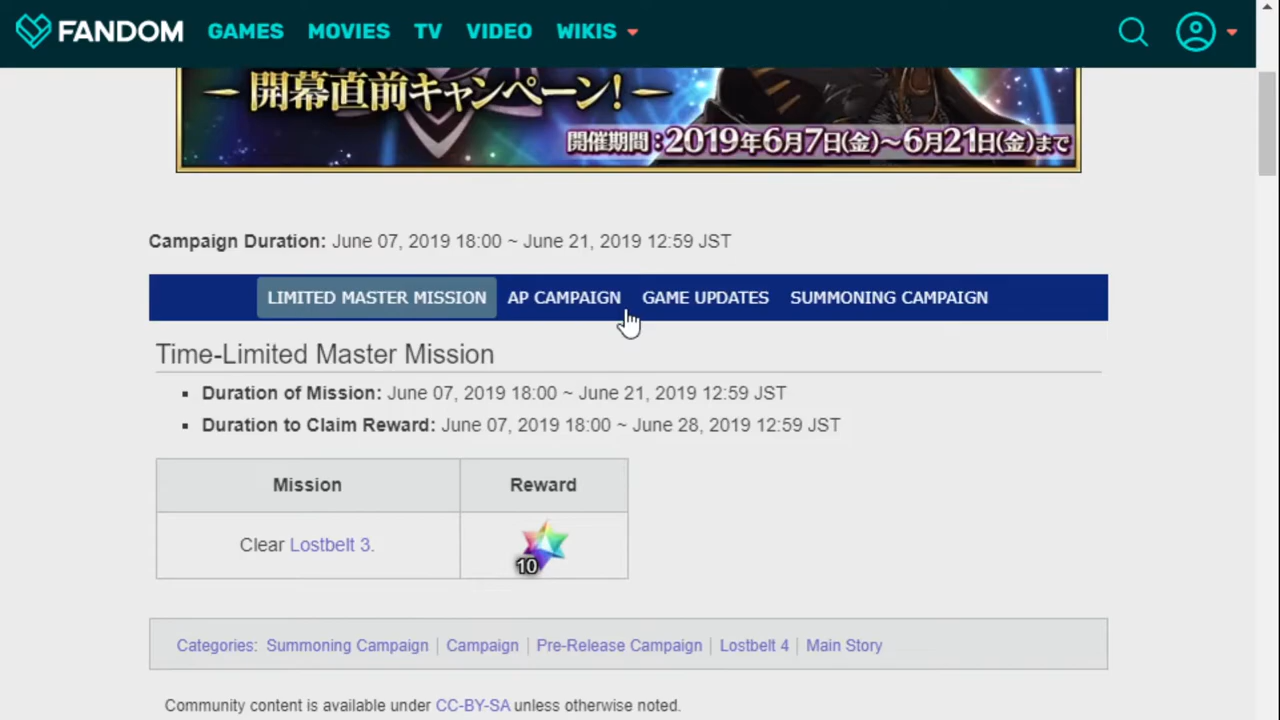 FANDOM GAMES MOVIES TV VIDEO WIKIS
－開幕直前キャンペーン!－
開催期間:2019年6月7日(金)～6月21日(金)まで
Campaign Duration: June 07, 2019 18:00 ~ June 21, 2019 12:59 JST
LIMITED MASTER MISSION AP CAMPAIGN GAME UPDATES SUMMONING CAMPAIGN
Time-Limited Master Mission
Duration of Mission: June 07, 2019 18:00 ~ June 21, 2019 12:59 JST
Duration to Claim Reward: June 07, 2019 18:00 ~ June 28, 2019 12:59 JST
Mission Reward
Clear Lostbelt 3. 10
Categories: Summoning Campaign | Campaign | Pre-Release Campaign | Lostbelt 4 | Main Story
Community content is available under CC-BY-SA unless otherwise noted.